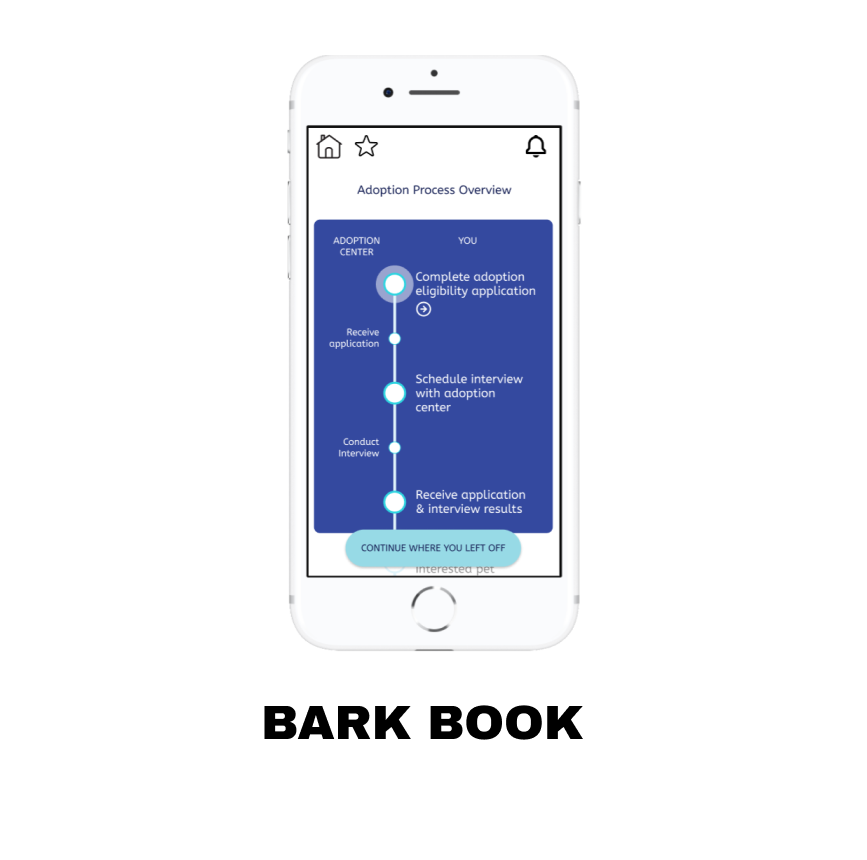 Adoption Process Overview
ADOPTION
CENTER
YOU
Complete adoption
eligibility application
Receive
application
Schedule interview
with adoption
center
Conduct
Interview
Receive application
& interview results
CONTINUE WHERE YOU LEFT OFF
interested pet
BARK BOOK